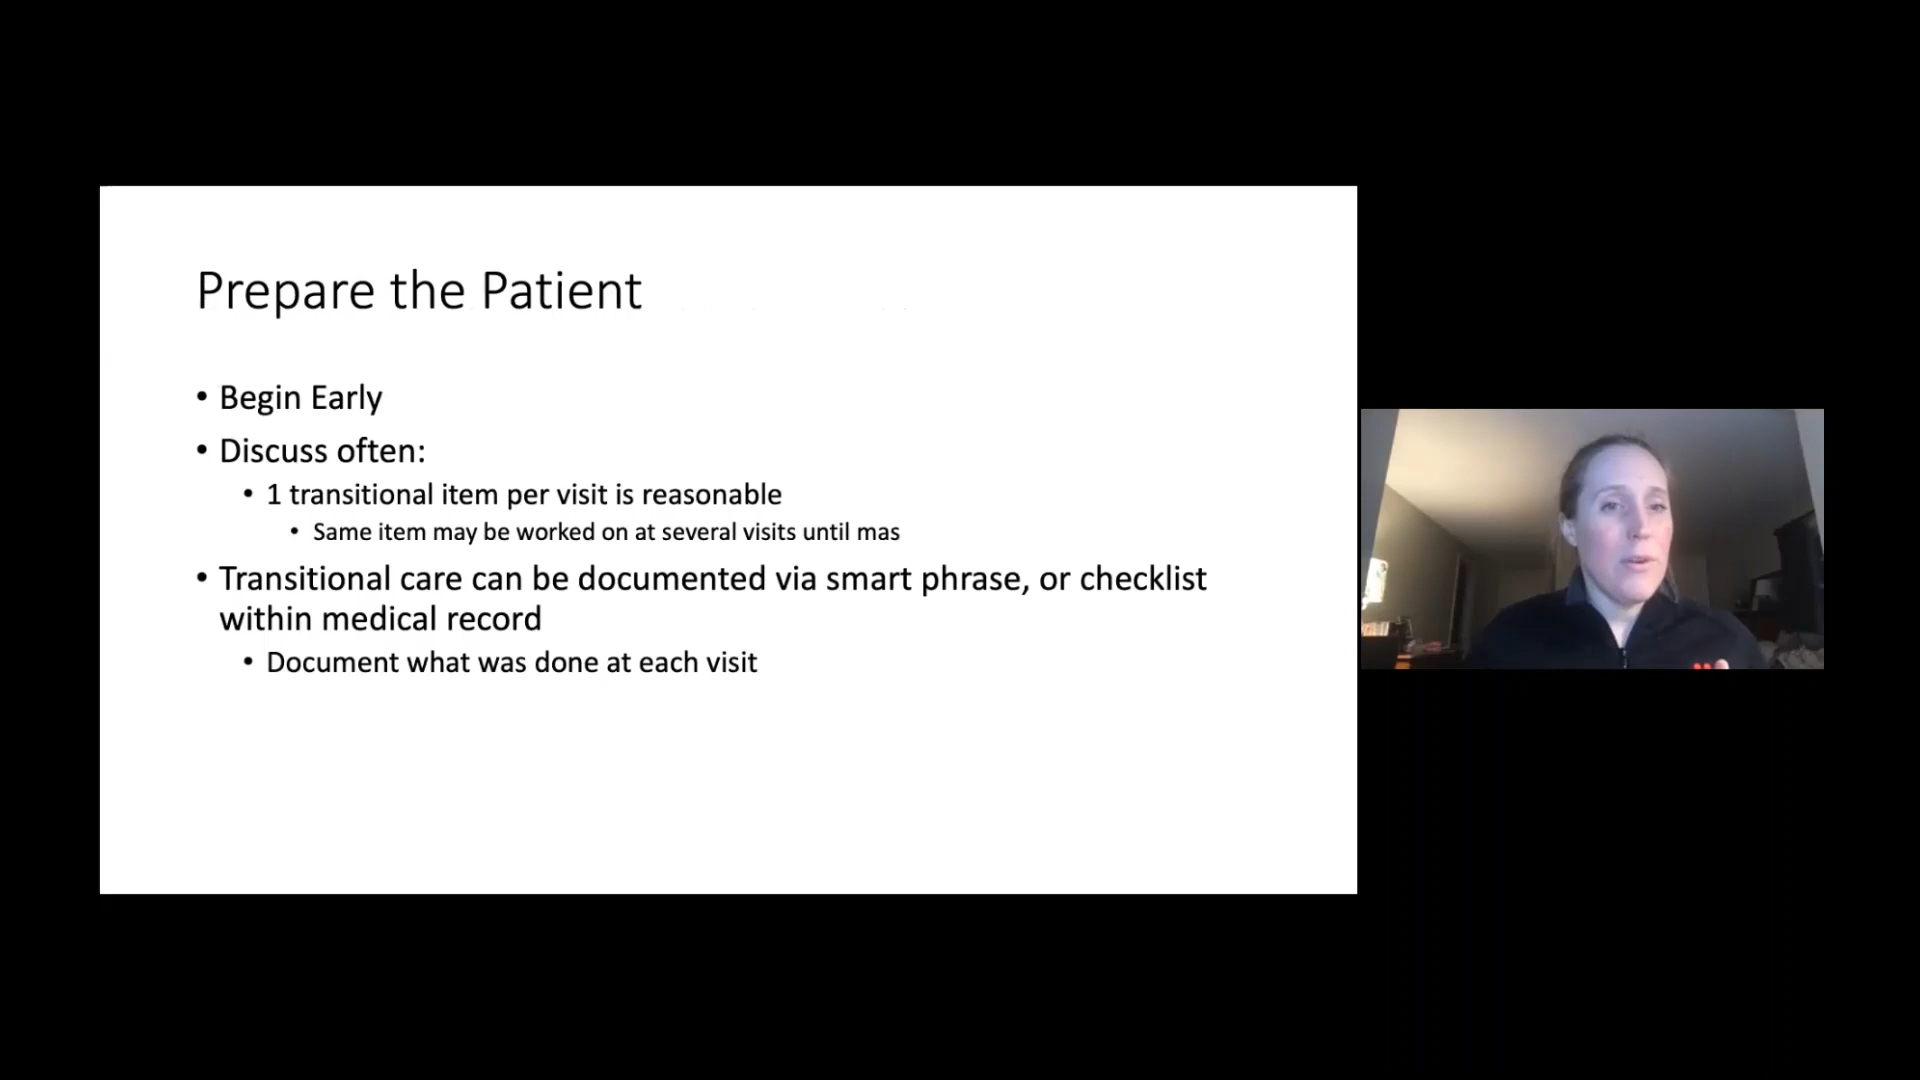 Prepare the Patient
• Begin Early
• Discuss often:
• 1 transitional item per visit is reasonable
• Same item may be worked on at several visits until mas
• Transitional care can be documented via smart phrase, or checklist
within medical record
• Document what was done at each visit